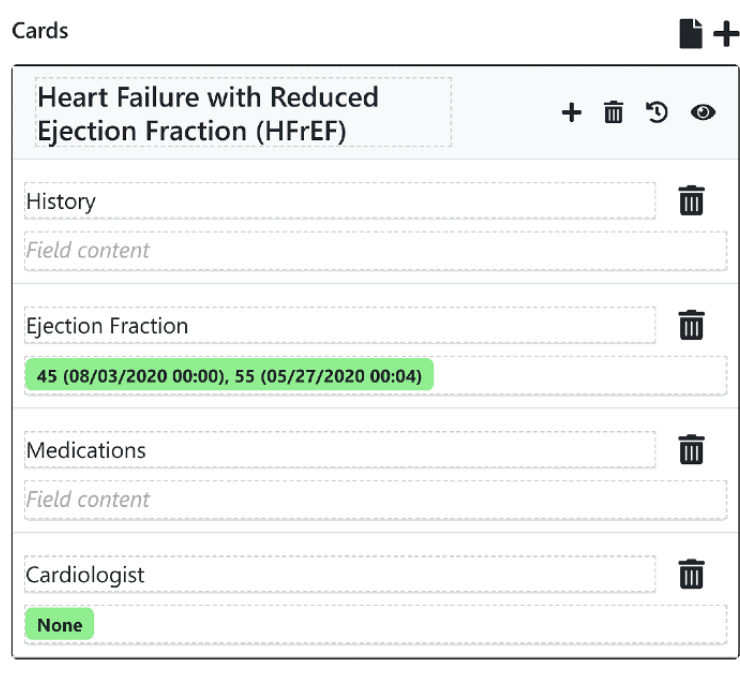 Cards
Heart Failure with Reduced
Ejection Fraction (HFrEF)
History
Field content
Ejection Fraction
45 (08/03/2020 00:00), 55 (05/27/2020 00:04)
Medications
Field content
Cardiologist
None